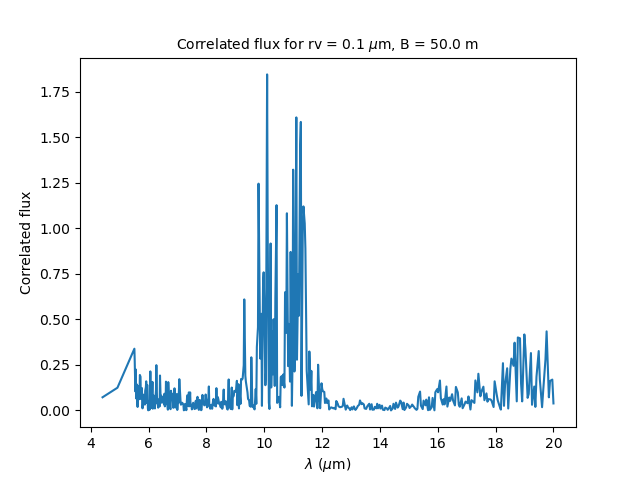 Correlated flux for rv = 0.1 μm, B = 50.0 m
Correlated flux
1.75
1.50
1.25
1.00
0.75
0.50
0.25
0.00
4 6 8 10 12 14 16 18 20
λ (μm)